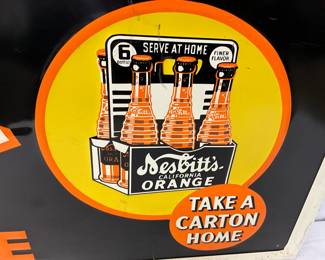 6
SERVE AT HOME
FINER
FLAVOR
Nesbitt's
CALIFORNIA
ORANGE
TAKE A
CARTON
HOME
E